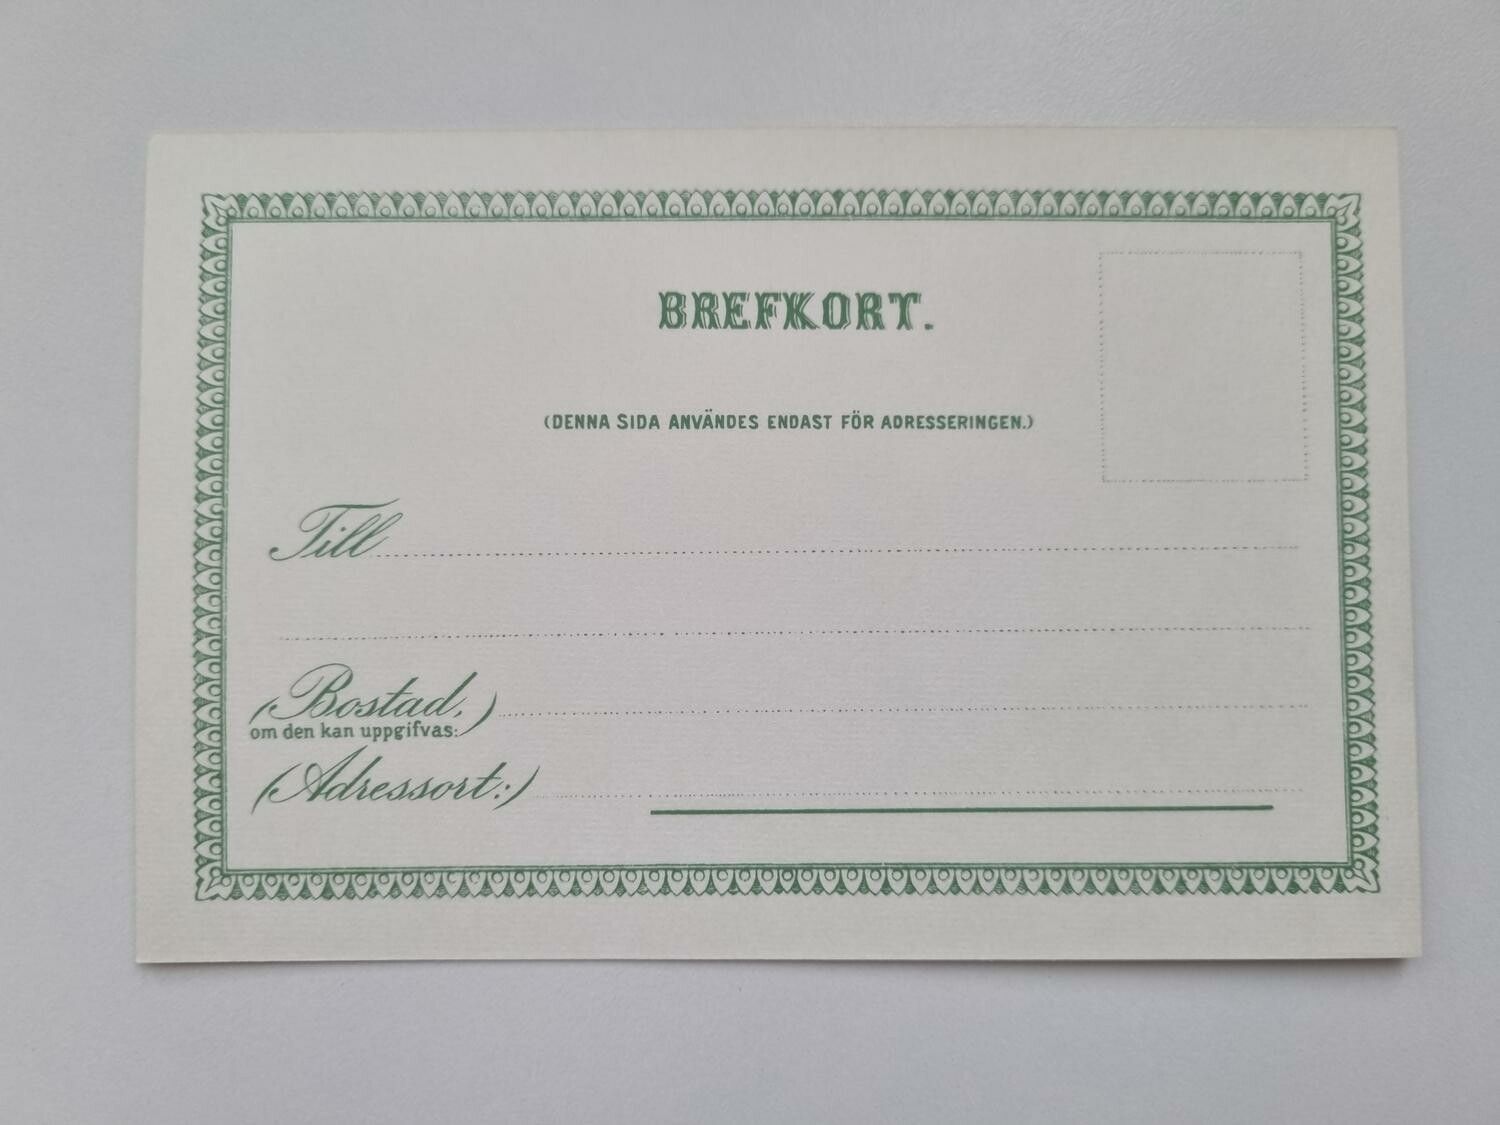 BREFKORT.
(DENNA SIDA ANVÄNDES ENDAST FÖR ADRESSERINGEN.)
Till
(Bostad,)
om den kan uppgifvas:
(Adressort:)